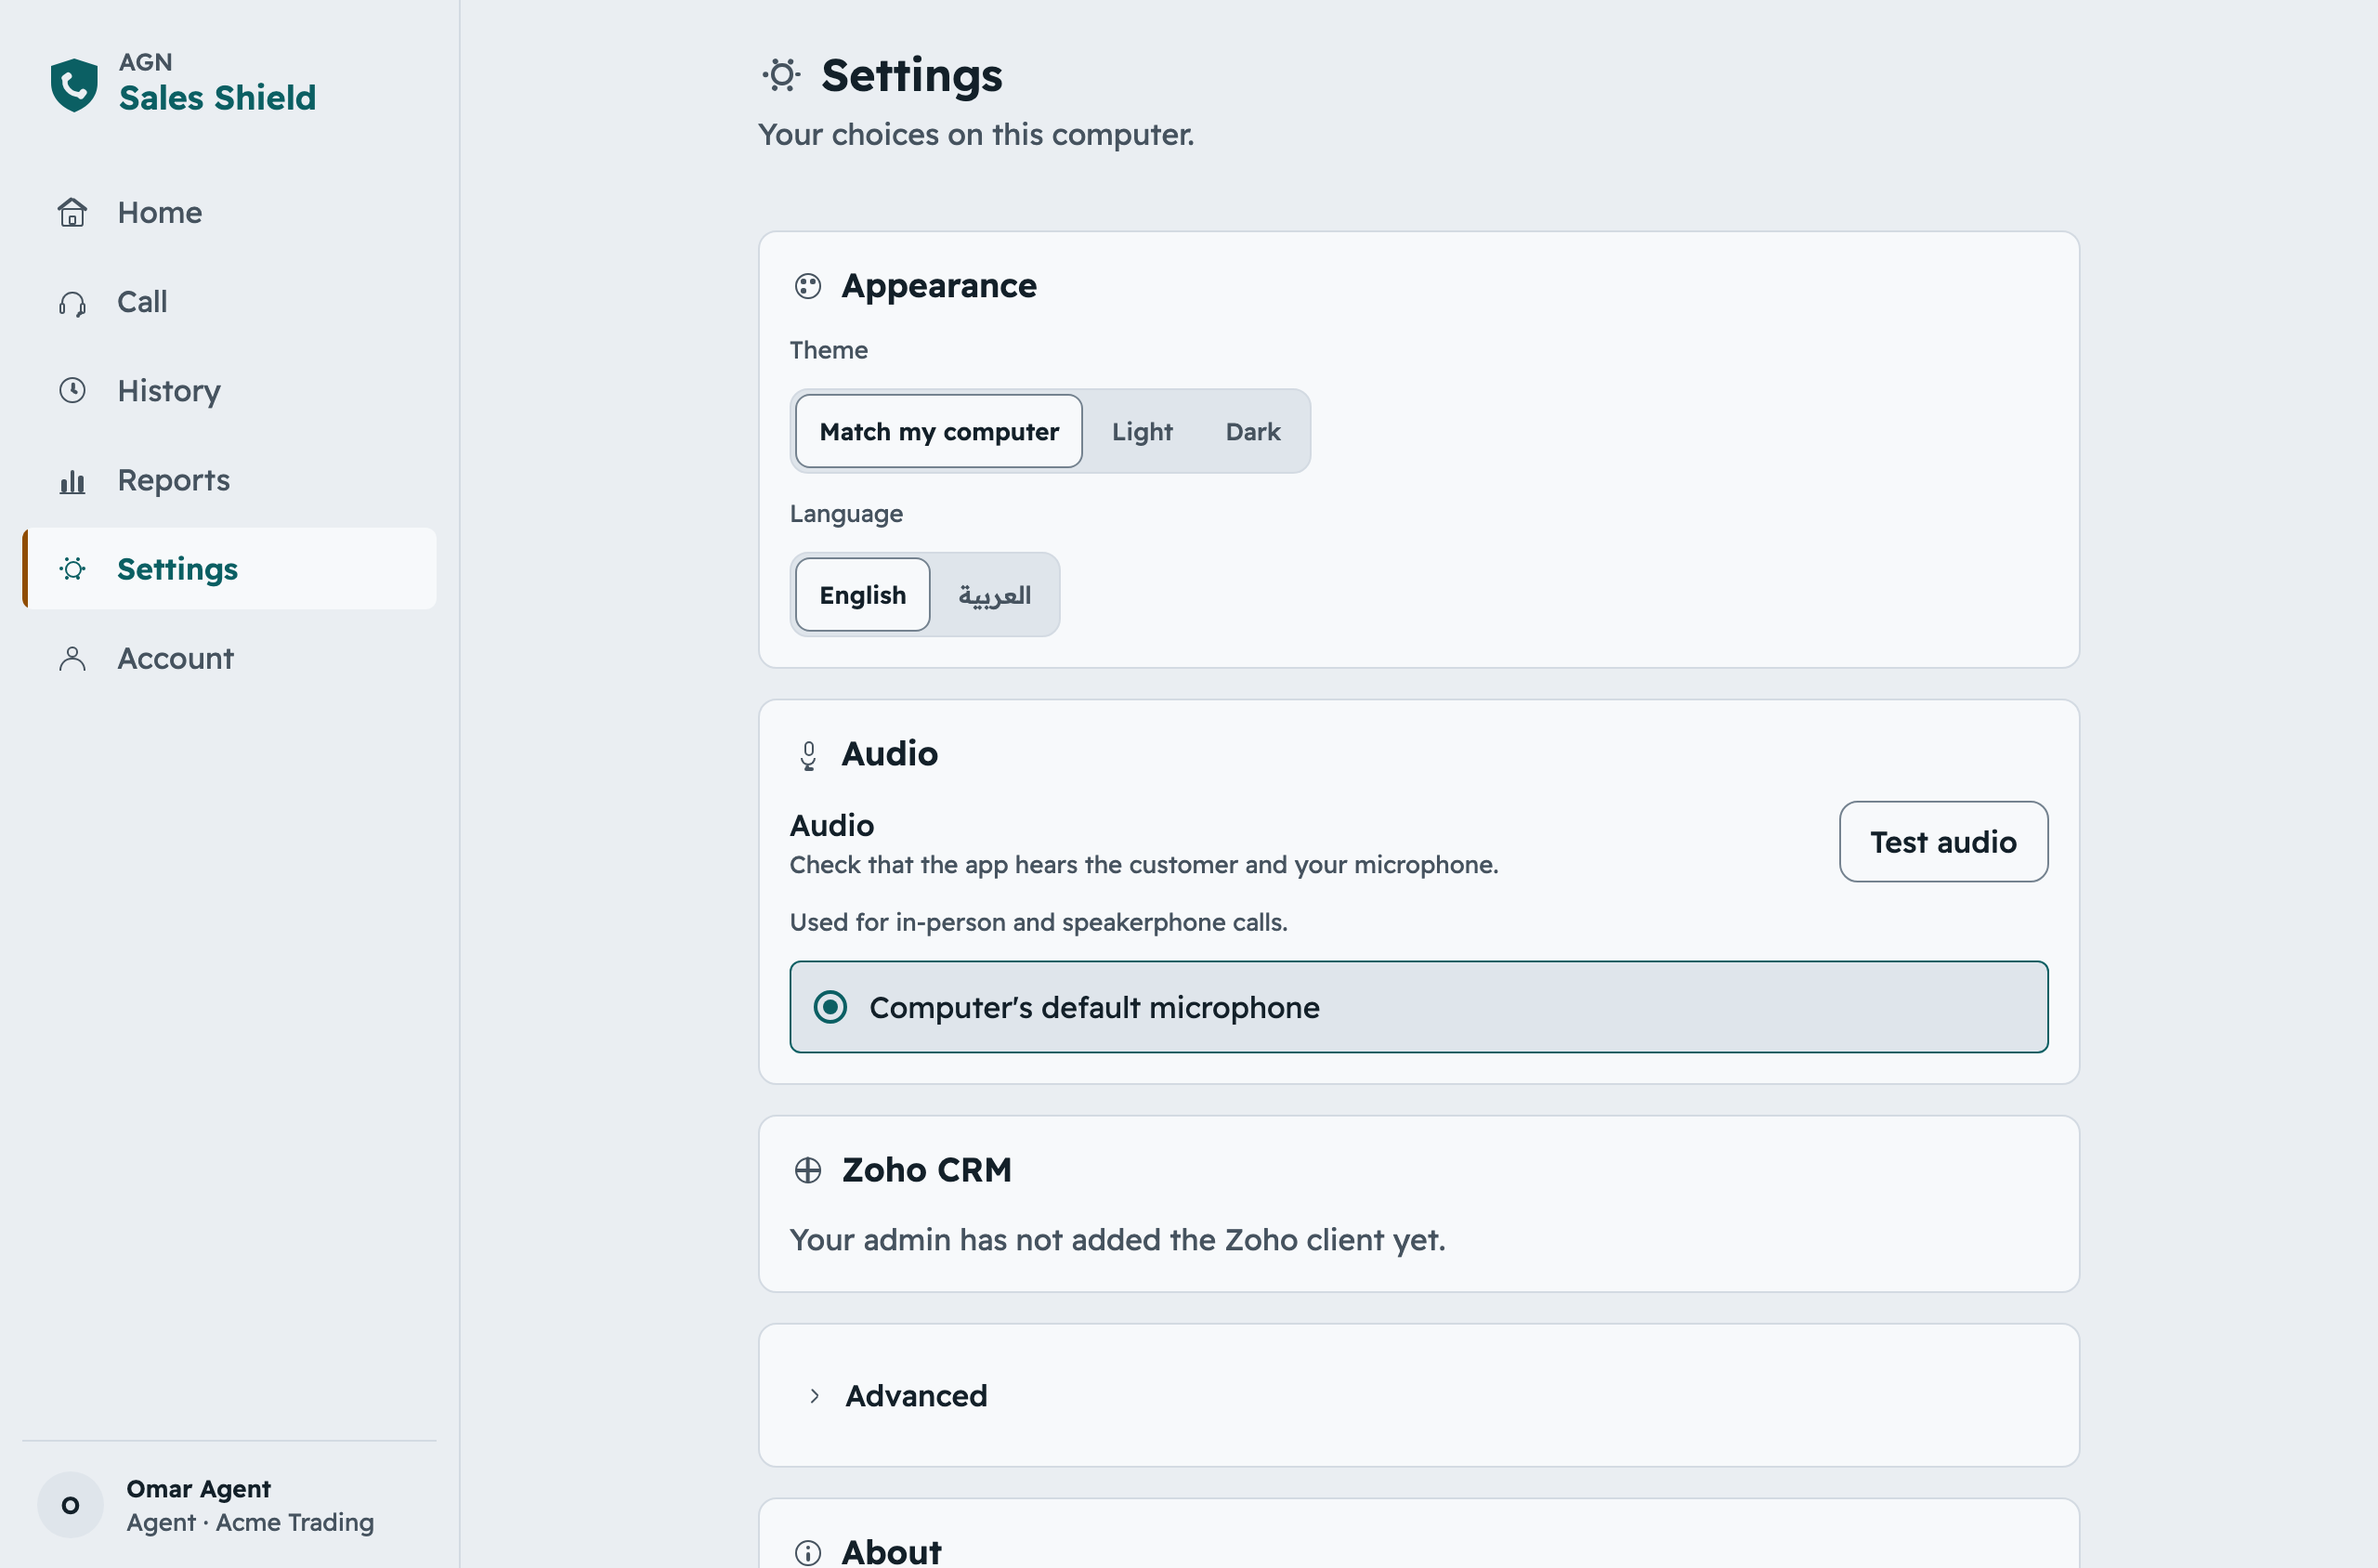 AGN
Sales Shield
Home
Call
History
Reports
Settings
Account
Omar Agent
Agent · Acme Trading
Settings
Your choices on this computer.
Appearance
Theme
Match my computer Light Dark
Language
English العربية
Audio
Audio
Check that the app hears the customer and your microphone.
Test audio
Used for in-person and speakerphone calls.
Computer's default microphone
Zoho CRM
Your admin has not added the Zoho client yet.
Advanced
About